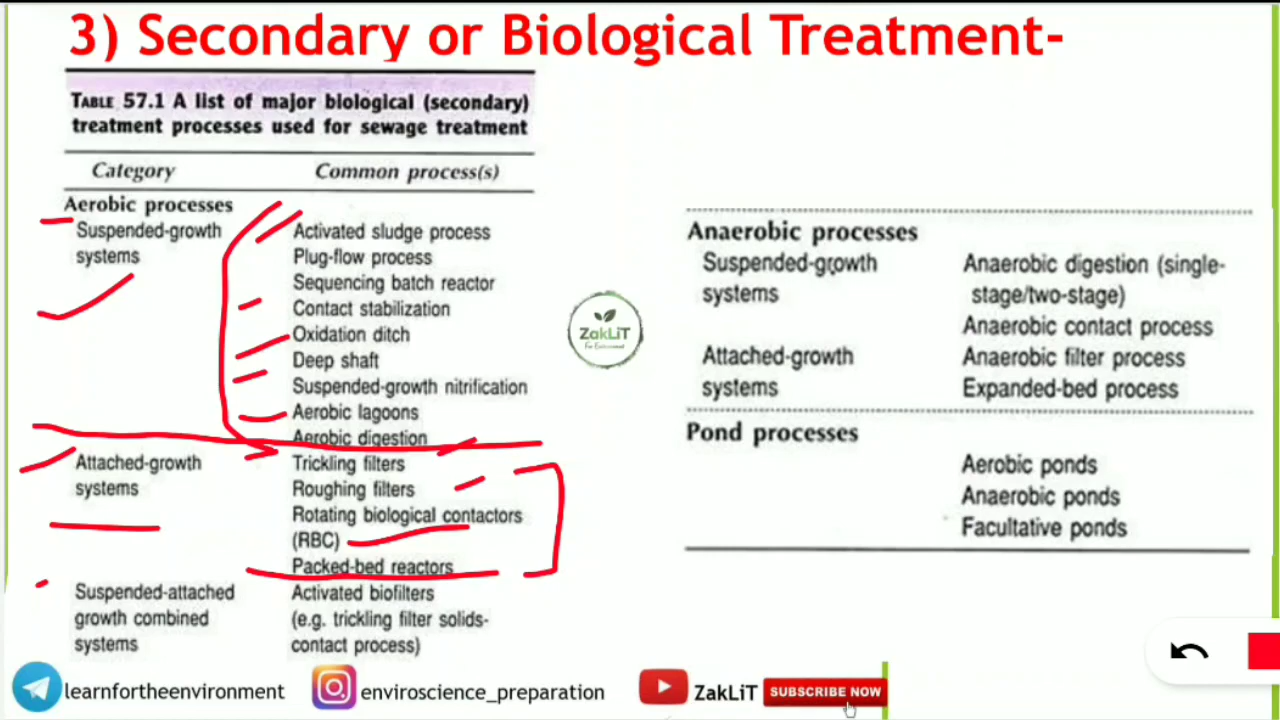 3) Secondary or Biological Treatment-
TABLE 57.1 A list of major biological (secondary)
treatment processes used for sewage treatment
Category Common process(s)
Aerobic processes
Suspended-growth Activated sludge process
systems Plug-flow process
Sequencing batch reactor
Contact stabilization
Oxidation ditch
Deep shaft
Suspended-growth nitrification
Aerobic lagoons
Aerobic digestion
Attached-growth Trickling filters
systems Roughing filters
Rotating biological contactors
(RBC)
Packed-bed reactors
Suspended-attached Activated biofilters
growth combined (e.g. trickling filter solids-
systems contact process)
Anaerobic processes
Suspended-growth Anaerobic digestion (single-
systems stage/two-stage)
Anaerobic contact process
Attached-growth Anaerobic filter process
systems Expanded-bed process
Pond processes
Aerobic ponds
Anaerobic ponds
Facultative ponds
ZakLiT
For Environment
learnfortheenvironment enviroscience_preparation ZakLiT SUBSCRIBE NOW